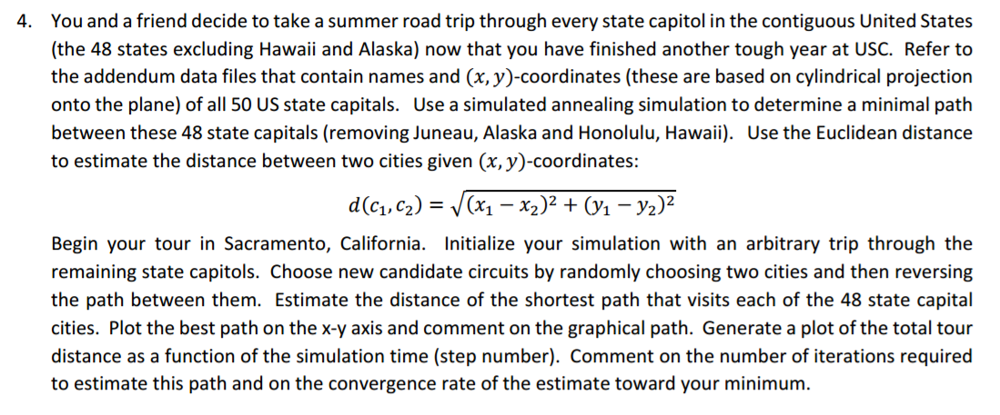 4. You and a friend decide to take a summer road trip through every state capitol in the contiguous United States
(the 48 states excluding Hawaii and Alaska) now that you have finished another tough year at USC. Refer to
the addendum data files that contain names and (x, y)-coordinates (these are based on cylindrical projection
onto the plane) of all 50 US state capitals. Use a simulated annealing simulation to determine a minimal path
between these 48 state capitals (removing Juneau, Alaska and Honolulu, Hawaii). Use the Euclidean distance
to estimate the distance between two cities given (x, y)-coordinates:
d(c₁, c₂) = √(x₁ − x₂)² + (y₁ − y₂)²
Begin your tour in Sacramento, California. Initialize your simulation with an arbitrary trip through the
remaining state capitols. Choose new candidate circuits by randomly choosing two cities and then reversing
the path between them. Estimate the distance of the shortest path that visits each of the 48 state capital
cities. Plot the best path on the x-y axis and comment on the graphical path. Generate a plot of the total tour
distance as a function of the simulation time (step number). Comment on the number of iterations required
to estimate this path and on the convergence rate of the estimate toward your minimum.